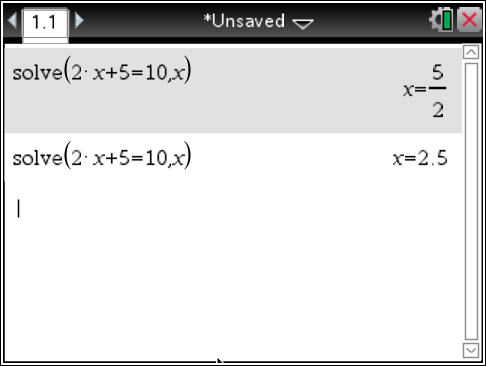 1.1 *Unsaved
solve(2· x+5=10,x) x=5/2
solve(2· x+5=10,x) x=2.5